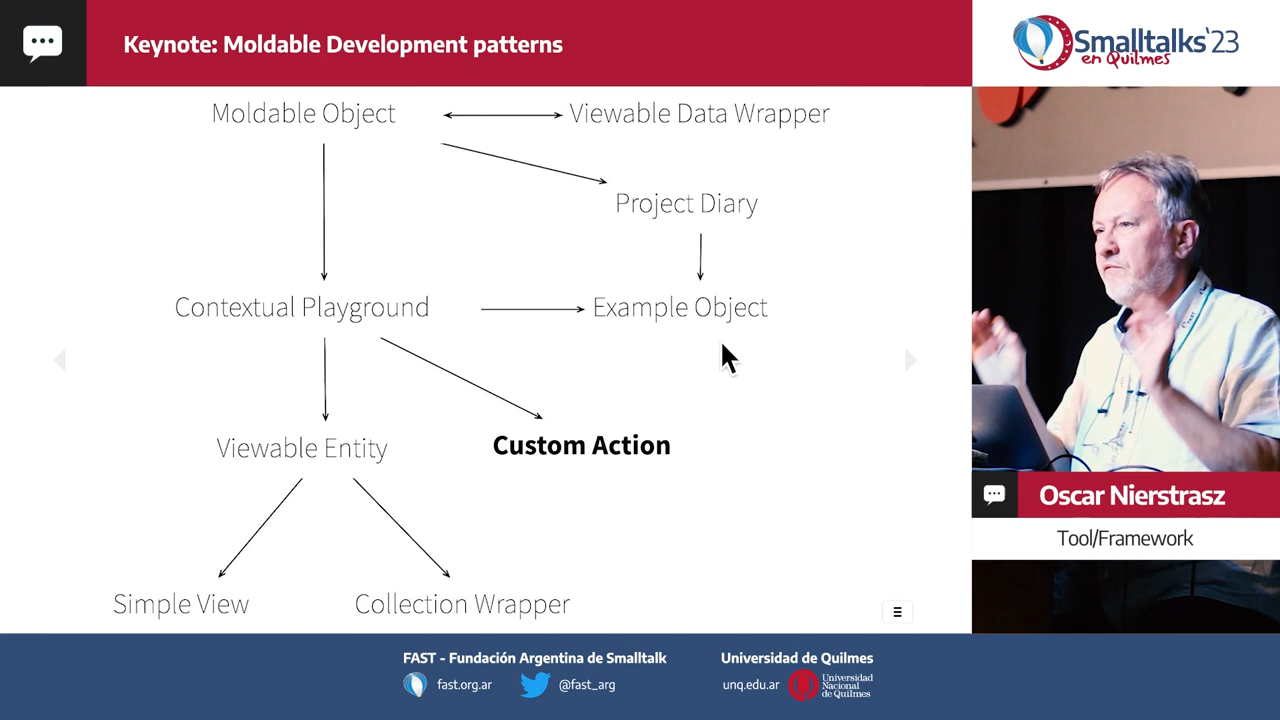 Keynote: Moldable Development patterns
Smalltalks'23
en Quilmes
Moldable Object
Viewable Data Wrapper
Project Diary
Contextual Playground
Example Object
Viewable Entity
Custom Action
Simple View
Collection Wrapper
Oscar Nierstrasz
Tool/Framework
FAST - Fundación Argentina de Smalltalk
fast.org.ar
@fast_arg
Universidad de Quilmes
unq.edu.ar
Universidad
Nacional
de Quilmes